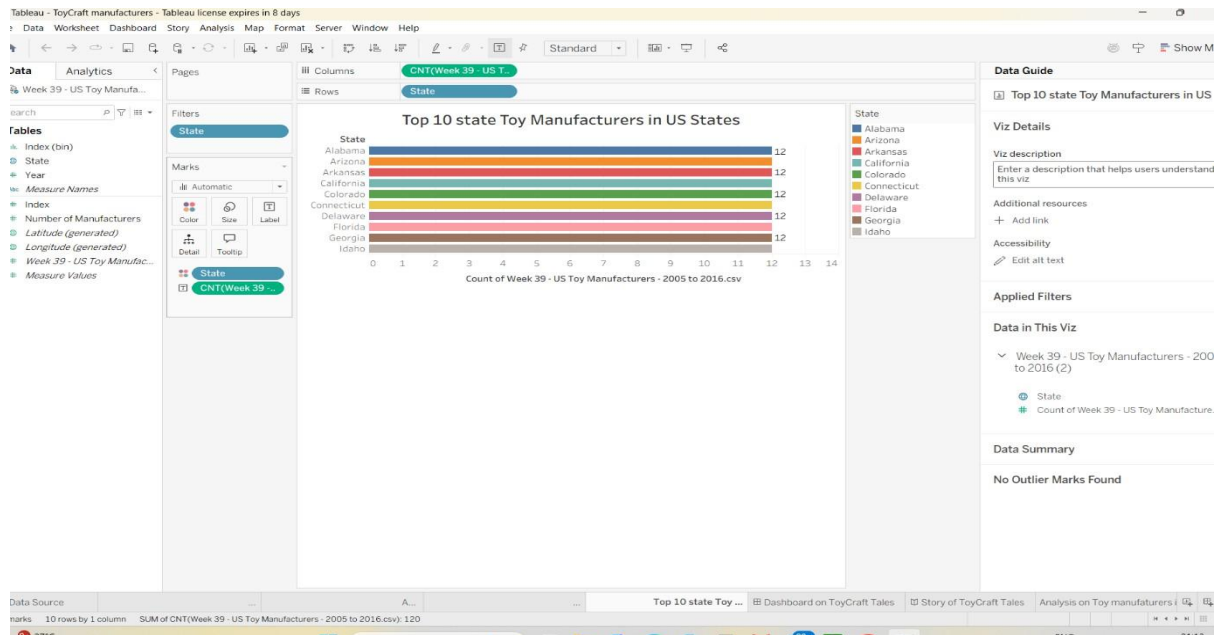 Tableau - ToyCraft manufacturers - Tableau license expires in 8 days
Data Worksheet Dashboard Story Analysis Map Format Server Window Help
Standard
Show M
Data Analytics
Week 39 - US Toy Manufa...
earch
Tables
Index (bin)
State
Year
Measure Names
Index
Number of Manufacturers
Latitude (generated)
Longitude (generated)
Week 39 - US Toy Manufac...
Measure Values
Pages
Filters
State
Marks
Automatic
Color Size Label
Detail Tooltip
State
CNT(Week 39 -..
Columns CNT(Week 39 - US T..
Rows State
Top 10 state Toy Manufacturers in US States
State
Alabama 12
Arizona
Arkansas 12
California
Colorado 12
Connecticut
Delaware 12
Florida
Georgia 12
Idaho
0 1 2 3 4 5 6 7 8 9 10 11 12 13 14
Count of Week 39 - US Toy Manufacturers - 2005 to 2016.csv
State
Alabama
Arizona
Arkansas
California
Colorado
Connecticut
Delaware
Florida
Georgia
Idaho
Data Guide
Top 10 state Toy Manufacturers in US
Viz Details
Viz description
Enter a description that helps users understand
this viz
Additional resources
+ Add link
Accessibility
Edit alt text
Applied Filters
Data in This Viz
Week 39 - US Toy Manufacturers - 200
to 2016 (2)
State
Count of Week 39 - US Toy Manufacture.
Data Summary
No Outlier Marks Found
Data Source ... A... ... Top 10 state Toy ... Dashboard on ToyCraft Tales Story of ToyCraft Tales Analysis on Toy manufaturers i
marks 10 rows by 1 column SUM of CNT(Week 39 - US Toy Manufacturers - 2005 to 2016.csv): 120